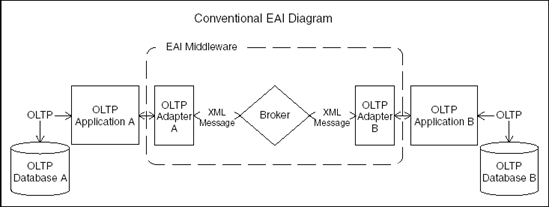 Conventional EAI Diagram
EAI Middleware
OLTP
OLTP
Application A
OLTP
Adapter
A
XML
Message
Broker
XML
Message
OLTP
Adapter
B
OLTP
Application B
OLTP
OLTP
Database A
OLTP
Database B